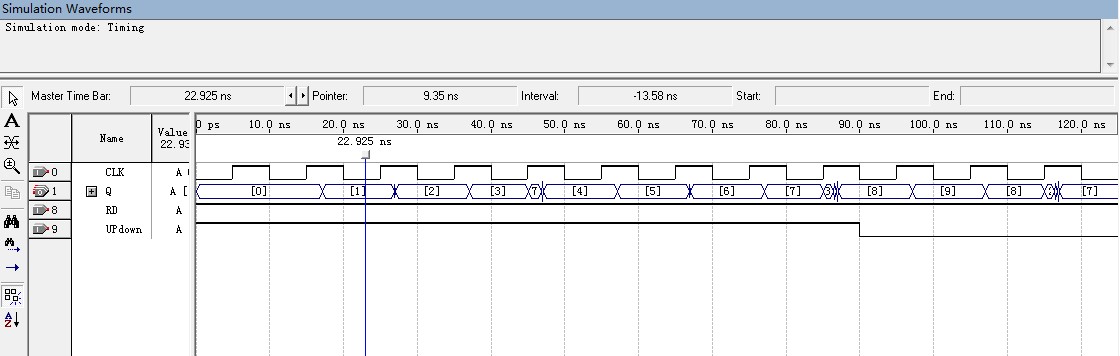 Simulation Waveforms
Simulation mode: Timing
Master Time Bar: 22.925 ns Pointer: 9.35 ns Interval: -13.58 ns Start: End:
Name Value 22.93 0 ps 10.0 ns 20.0 ns 30.0 ns 40.0 ns 50.0 ns 60.0 ns 70.0 ns 80.0 ns 90.0 ns 100.0 ns 110.0 ns 120.0 ns
22.925 ns
0 CLK A
1 Q A [ [0] [1] [2] [3] 7 [4] [5] [6] [7] [8] [9] [8] [7]
8 RD A
9 UPdown A